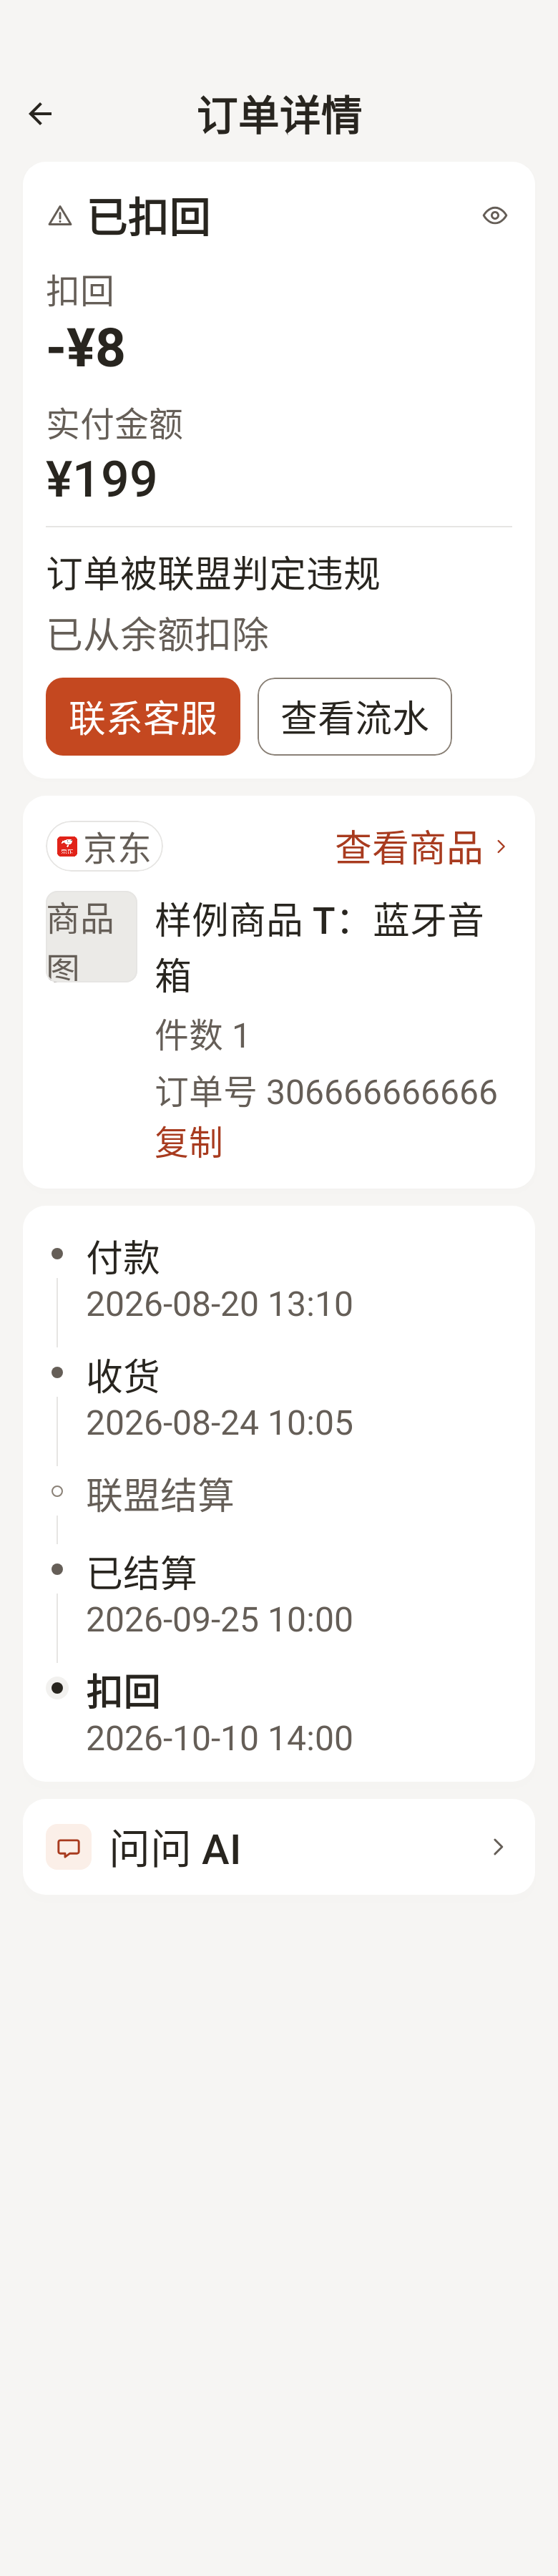 订单详情
已扣回
扣回
-¥8
实付金额
¥199
订单被联盟判定违规
已从余额扣除
联系客服
查看流水
京东
查看商品
商品
图
样例商品 T：蓝牙音
箱
件数 1
订单号 306666666666
复制
付款
2026-08-20 13:10
收货
2026-08-24 10:05
联盟结算
已结算
2026-09-25 10:00
扣回
2026-10-10 14:00
问问 AI